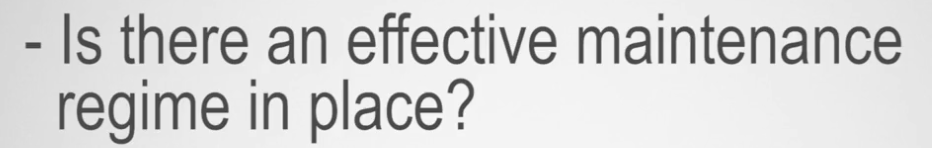 - Is there an effective maintenance
regime in place?